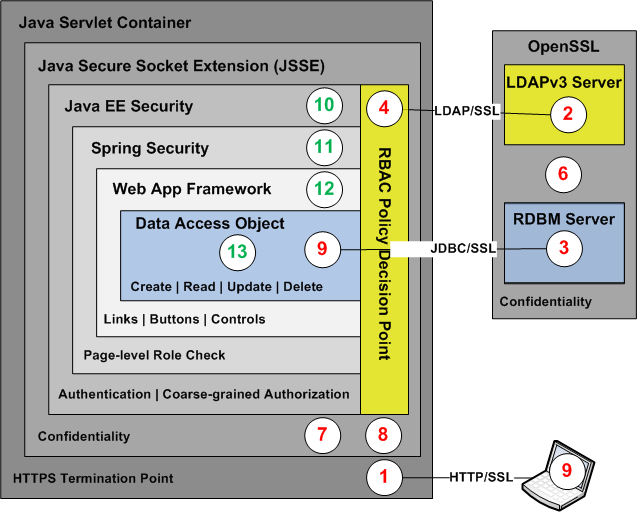 Java Servlet Container
Java Secure Socket Extension (JSSE)
Java EE Security
10
4
Spring Security
11
Web App Framework
12
Data Access Object
13
9
Create | Read | Update | Delete
Links | Buttons | Controls
Page-level Role Check
Authentication | Coarse-grained Authorization
RBAC Policy Decision Point
Confidentiality
7
8
HTTPS Termination Point
1
LDAP/SSL
JDBC/SSL
HTTP/SSL
OpenSSL
LDAPv3 Server
2
6
RDBM Server
3
Confidentiality
9